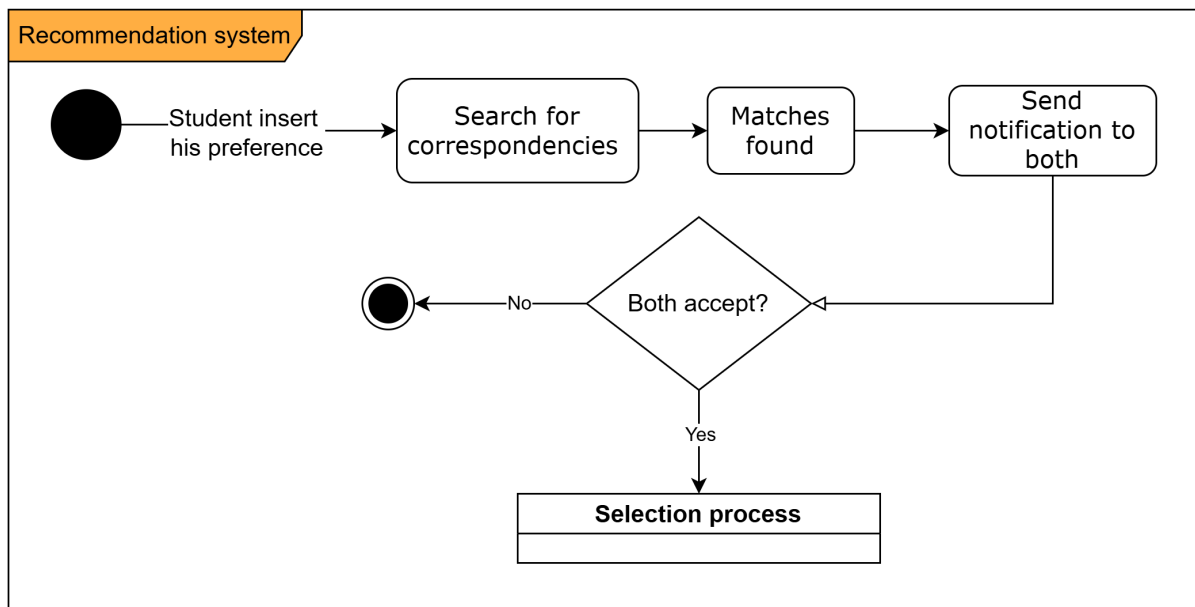 Recommendation system
Student insert
his preference
Search for
correspondencies
Matches
found
Send
notification to
both
Both accept?
No
Yes
Selection process